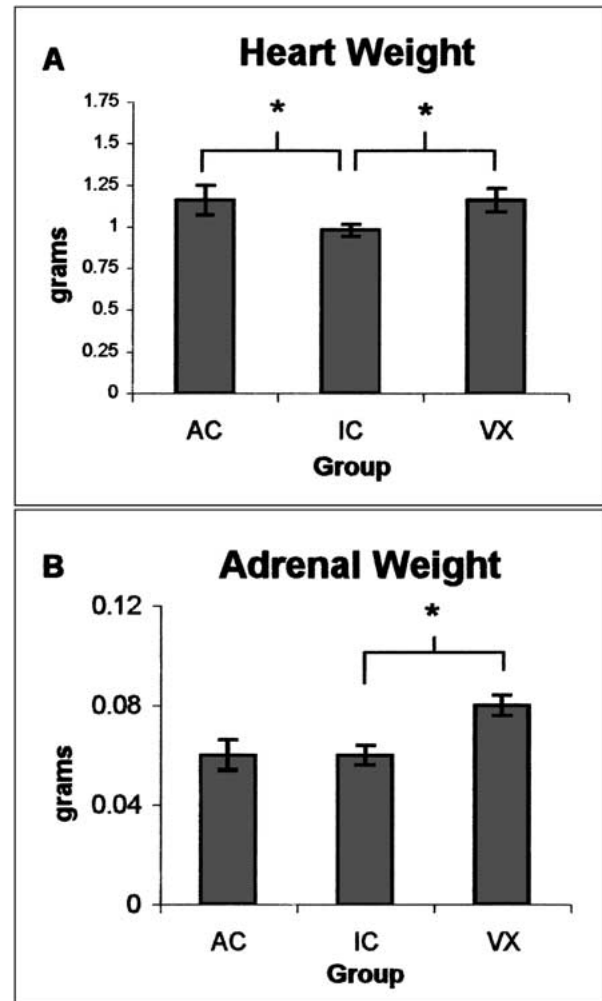 A
Heart Weight
1.75
1.5
1.25
1
0.75
0.5
0.25
0
grams
* *
AC IC VX
Group
B
Adrenal Weight
0.12
0.08
0.04
0
grams
*
AC IC VX
Group